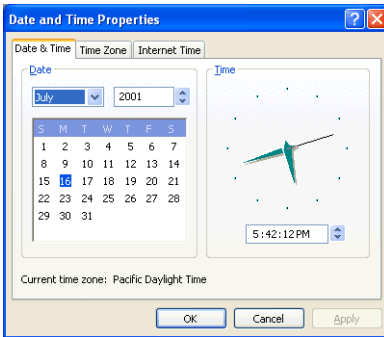 Date and Time Properties
Date & Time Time Zone Internet Time
Date
Time
July 2001
S M T W T F S
1 2 3 4 5 6 7
8 9 10 11 12 13 14
15 16 17 18 19 20 21
22 23 24 25 26 27 28
29 30 31
5:42:12 PM
Current time zone: Pacific Daylight Time
OK Cancel Apply